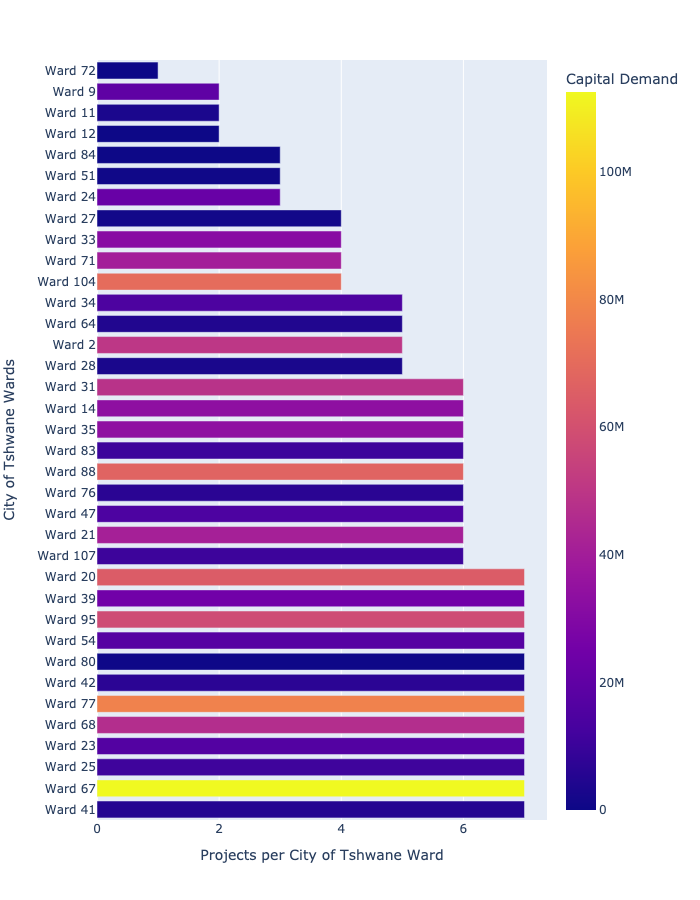 Capital Demand
Ward 72
Ward 9
Ward 11
Ward 12
Ward 84
Ward 51
Ward 24
Ward 27
Ward 33
Ward 71
Ward 104
Ward 34
Ward 64
Ward 2
Ward 28
Ward 31
Ward 14
Ward 35
Ward 83
Ward 88
Ward 76
Ward 47
Ward 21
Ward 107
Ward 20
Ward 39
Ward 95
Ward 54
Ward 80
Ward 42
Ward 77
Ward 68
Ward 23
Ward 25
Ward 67
Ward 41
City of Tshwane Wards
0 2 4 6
Projects per City of Tshwane Ward
100M
80M
60M
40M
20M
0